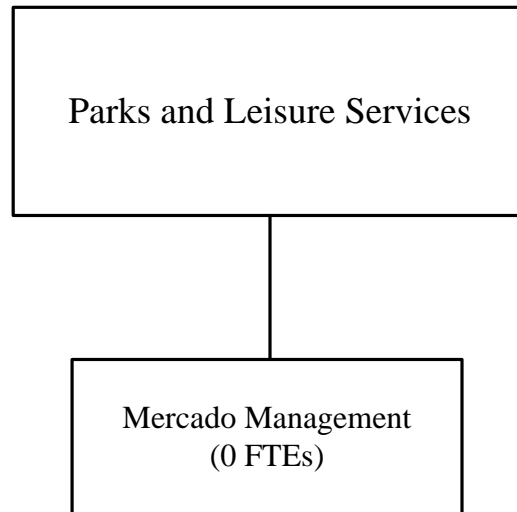 Parks and Leisure Services
Mercado Management
(0 FTEs)